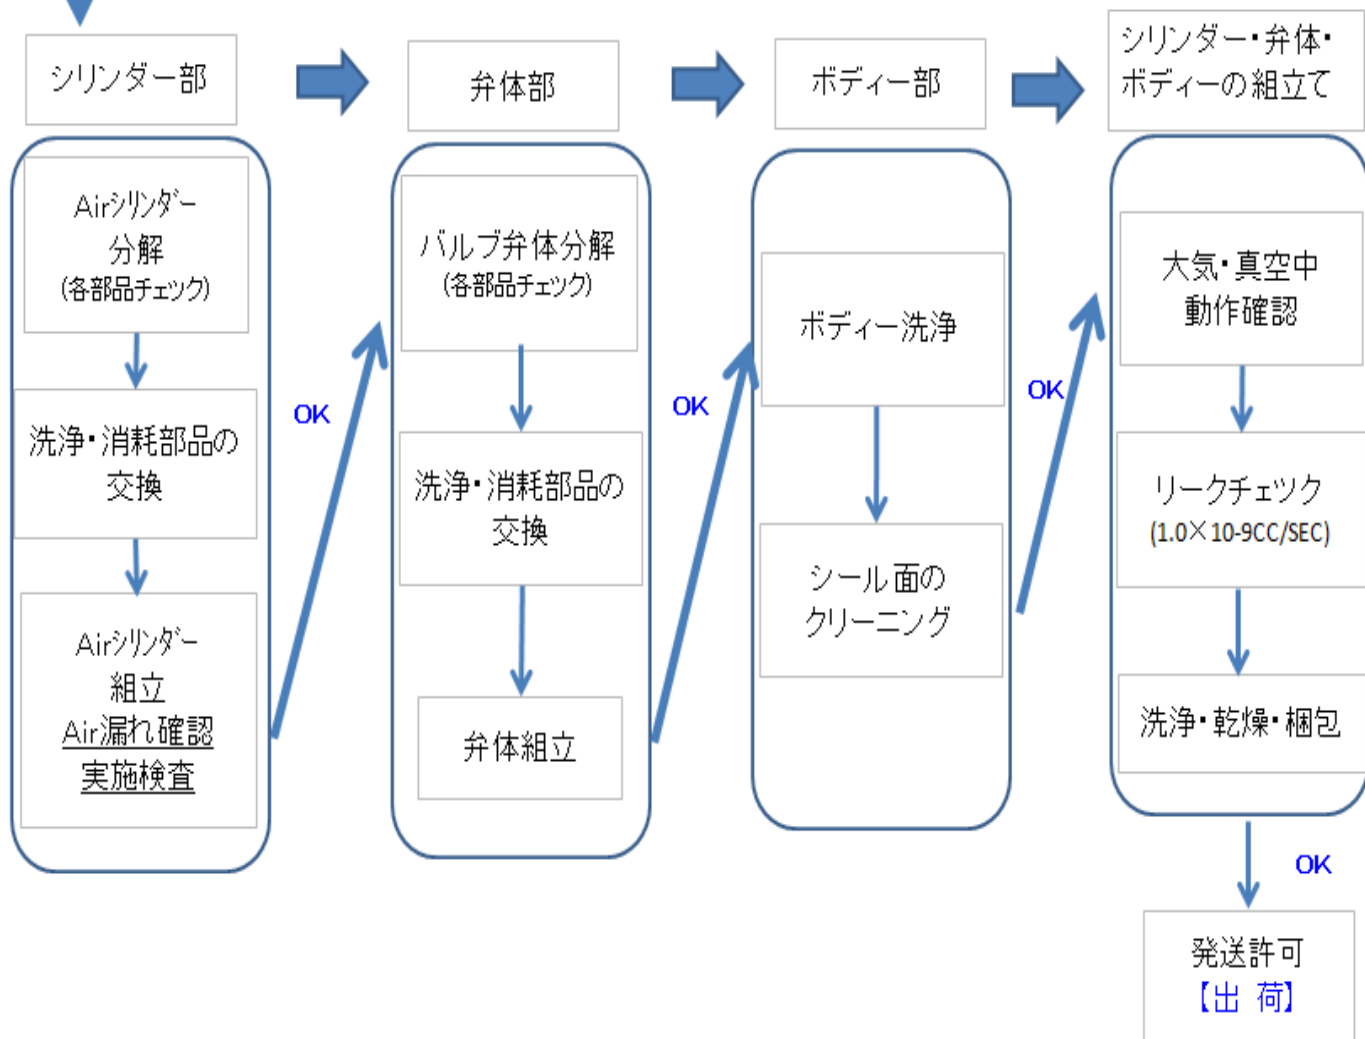 シリンダー部
弁体部
ボディー部
シリンダー・弁体・
ボディーの組立て
Airシリンダー
分解
(各部品チェック)
洗浄・消耗部品の
交換
Airシリンダー
組立
Air漏れ確認
実施検査
OK
バルブ弁体分解
(各部品チェック)
洗浄・消耗部品の
交換
弁体組立
OK
ボディー洗浄
シール面の
クリーニング
OK
大気・真空中
動作確認
リークチェツク
(1.0×10-9CC/SEC)
洗浄・乾燥・梱包
OK
発送許可
【出 荷】